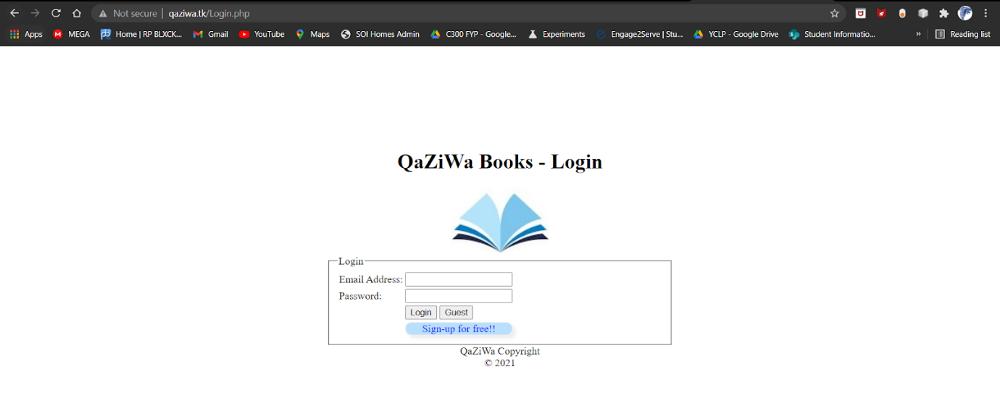 Not secure | qaziwa.tk/Login.php
Apps MEGA Home | RP BLXCK... Gmail YouTube Maps SOI Homes Admin C300 FYP - Google... Experiments Engage2Serve | Stu... YCLP - Google Drive Student Informatio... » Reading list
QaZiWa Books - Login
Login
Email Address:
Password:
Login Guest
Sign-up for free!!
QaZiWa Copyright
© 2021